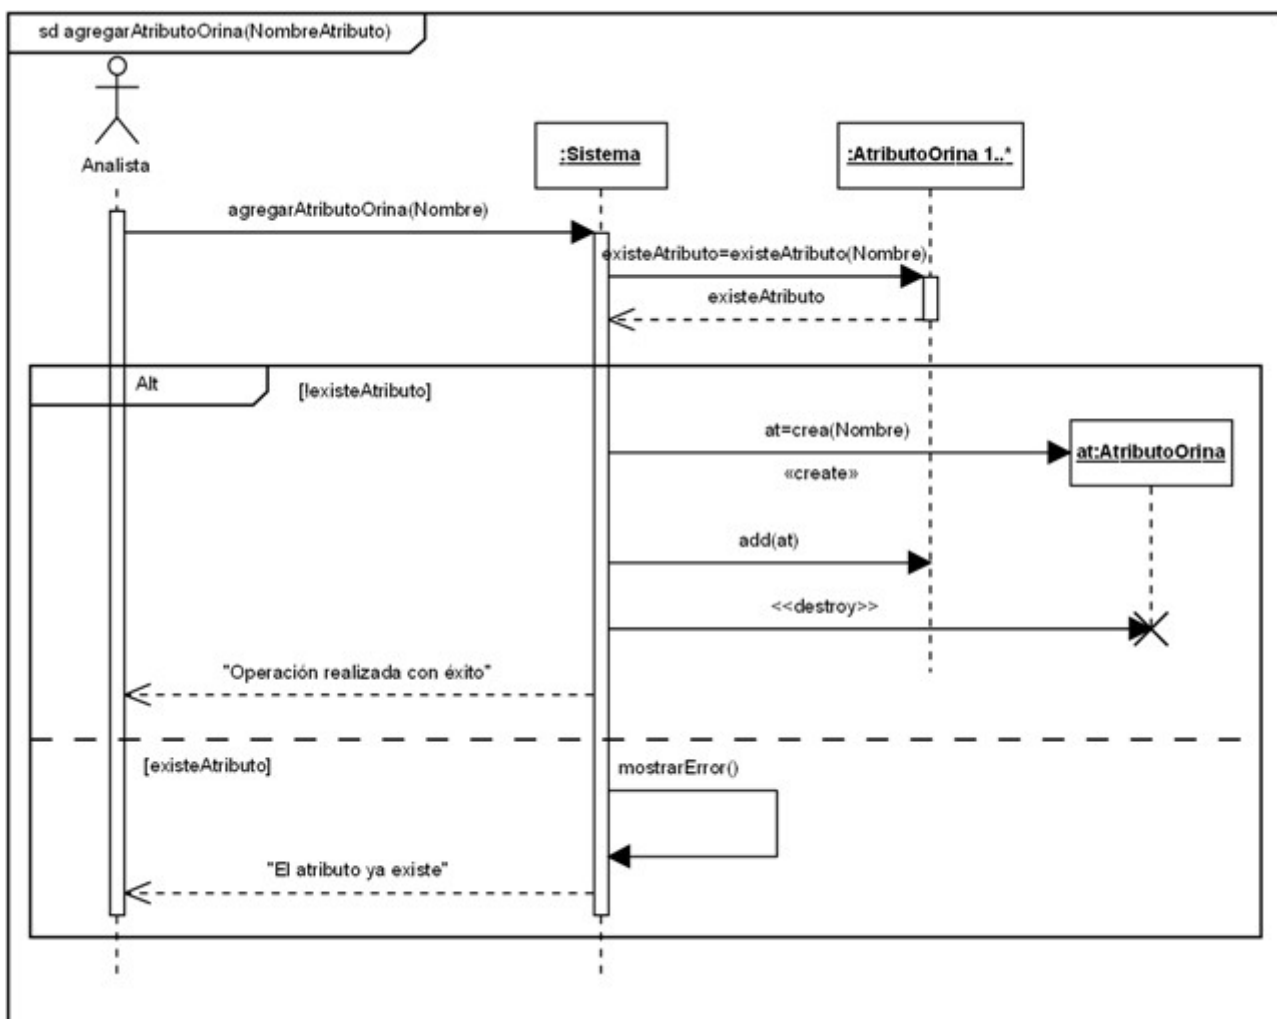 sd agregarAtributoOrina(NombreAtributo)
Analista
:Sistema
:AtributoOrina 1..*
agregarAtributoOrina(Nombre)
existeAtributo=existeAtributo(Nombre)
existeAtributo
Alt
[!existeAtributo]
at=crea(Nombre)
«create»
at:AtributoOrina
add(at)
<<destroy>>
"Operación realizada con éxito"
[existeAtributo]
mostrarError()
"El atributo ya existe"